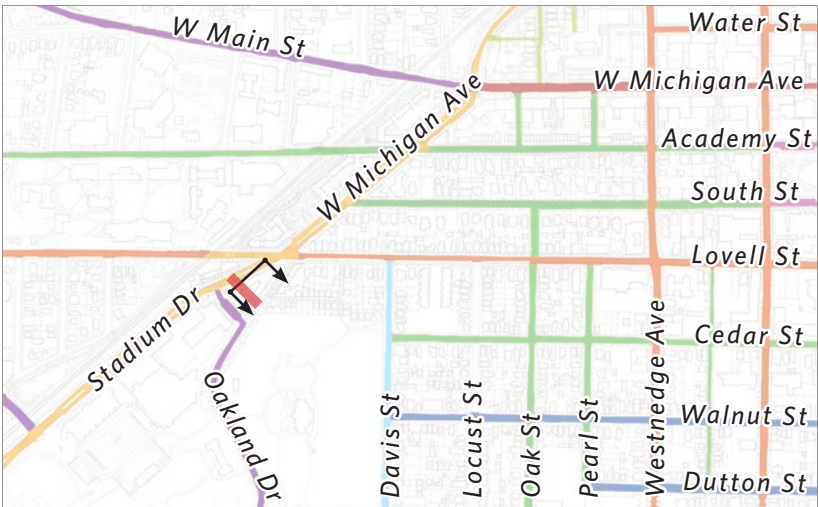 Water St
W Main St
W Michigan Ave
W Michigan Ave
Academy St
South St
Lovell St
Stadium Dr
Westnedge Ave
Cedar St
Oakland Dr
Davis St
Locust St
Oak St
Pearl St
Walnut St
Dutton St